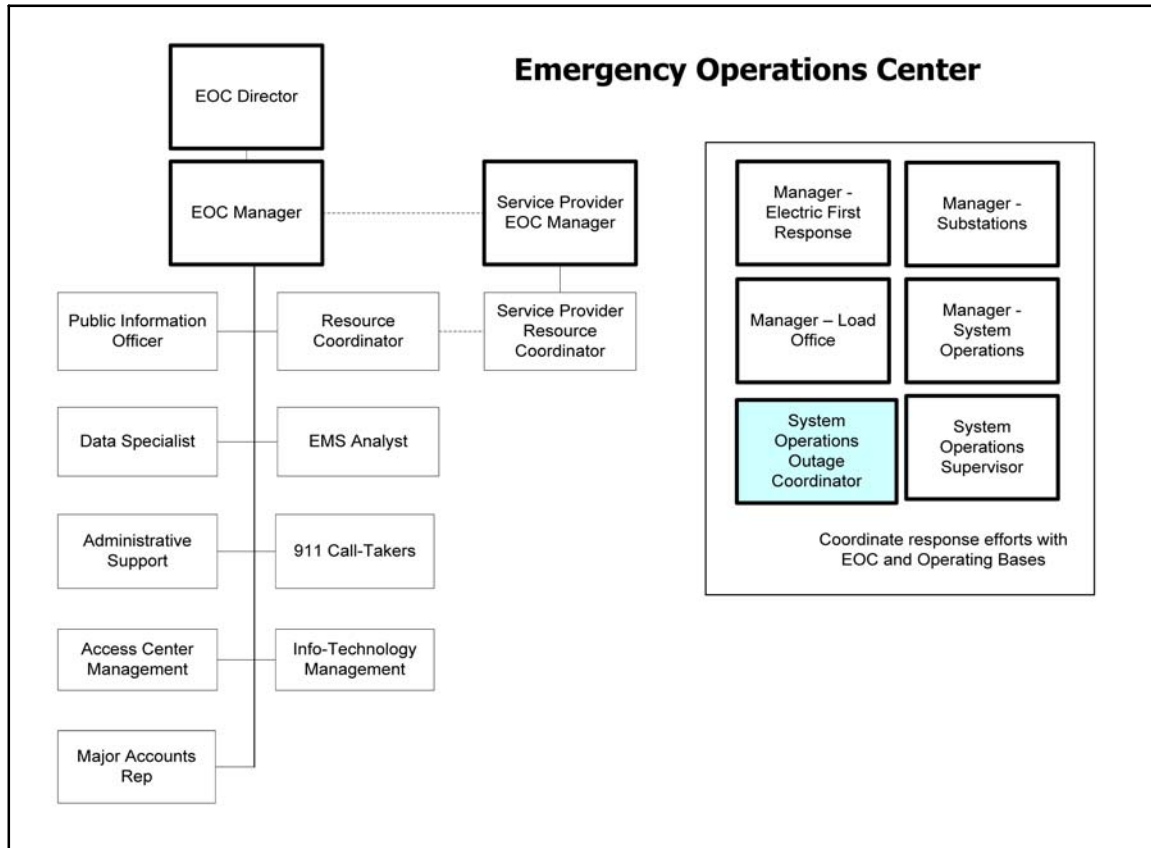 Emergency Operations Center
EOC Director
EOC Manager
Service Provider
EOC Manager
Public Information
Officer
Resource
Coordinator
Service Provider
Resource
Coordinator
Data Specialist
EMS Analyst
Administrative
Support
911 Call-Takers
Access Center
Management
Info-Technology
Management
Major Accounts
Rep
Manager -
Electric First
Response
Manager -
Substations
Manager – Load
Office
Manager -
System
Operations
System
Operations
Outage
Coordinator
System
Operations
Supervisor
Coordinate response efforts with
EOC and Operating Bases